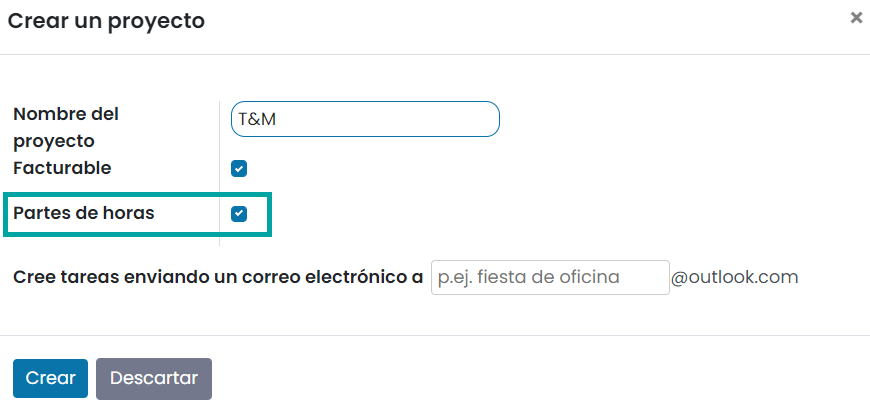 Crear un proyecto ×
Nombre del
proyecto
T&M
Facturable
Partes de horas
Cree tareas enviando un correo electrónico a p.ej. fiesta de oficina @outlook.com
Crear Descartar